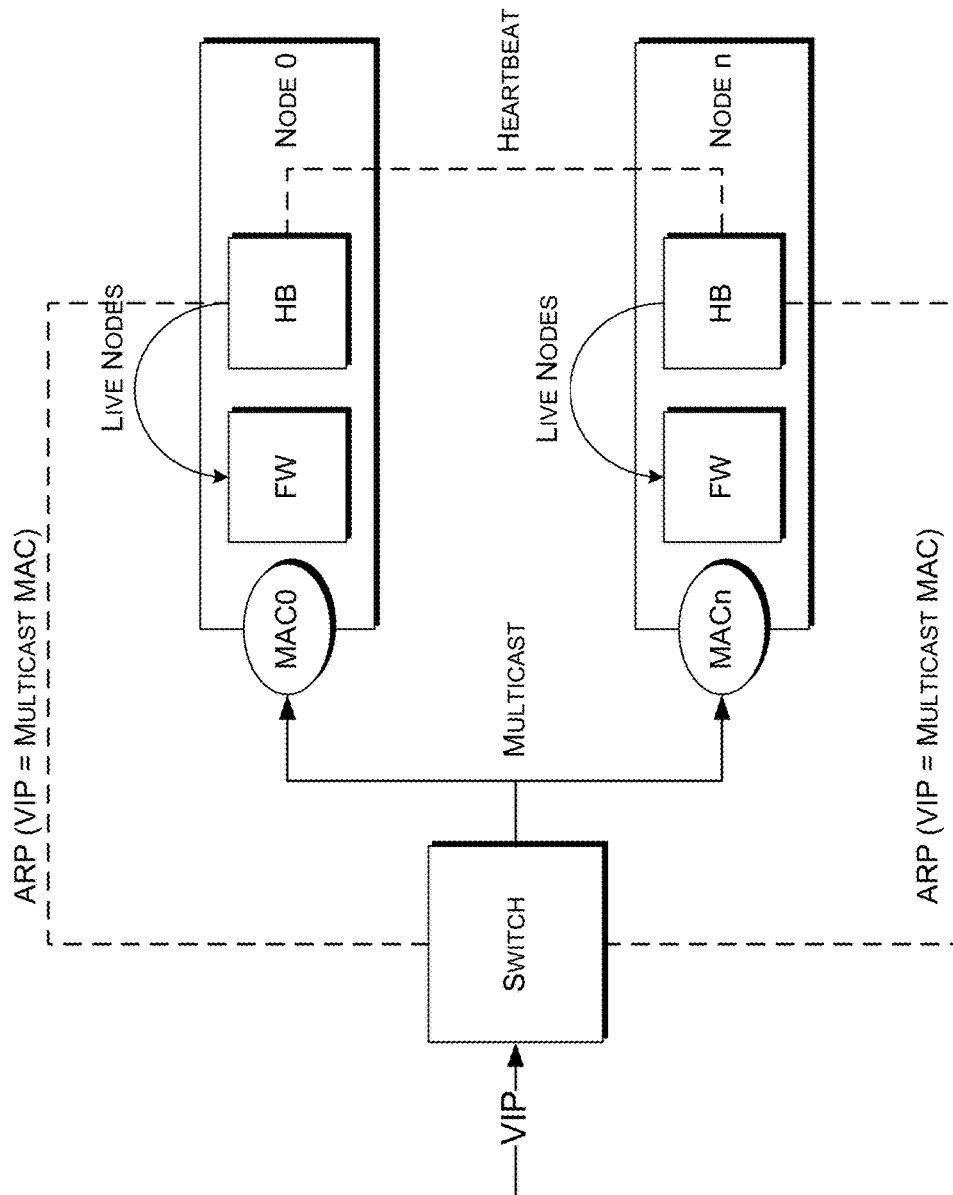 ARP (VIP = MULTICAST MAC)
LIVE NODES
MAC0
FW
HB
NODE 0
VIP
SWITCH
MULTICAST
HEARTBEAT
LIVE NODES
MACn
FW
HB
NODE n
ARP (VIP = MULTICAST MAC)